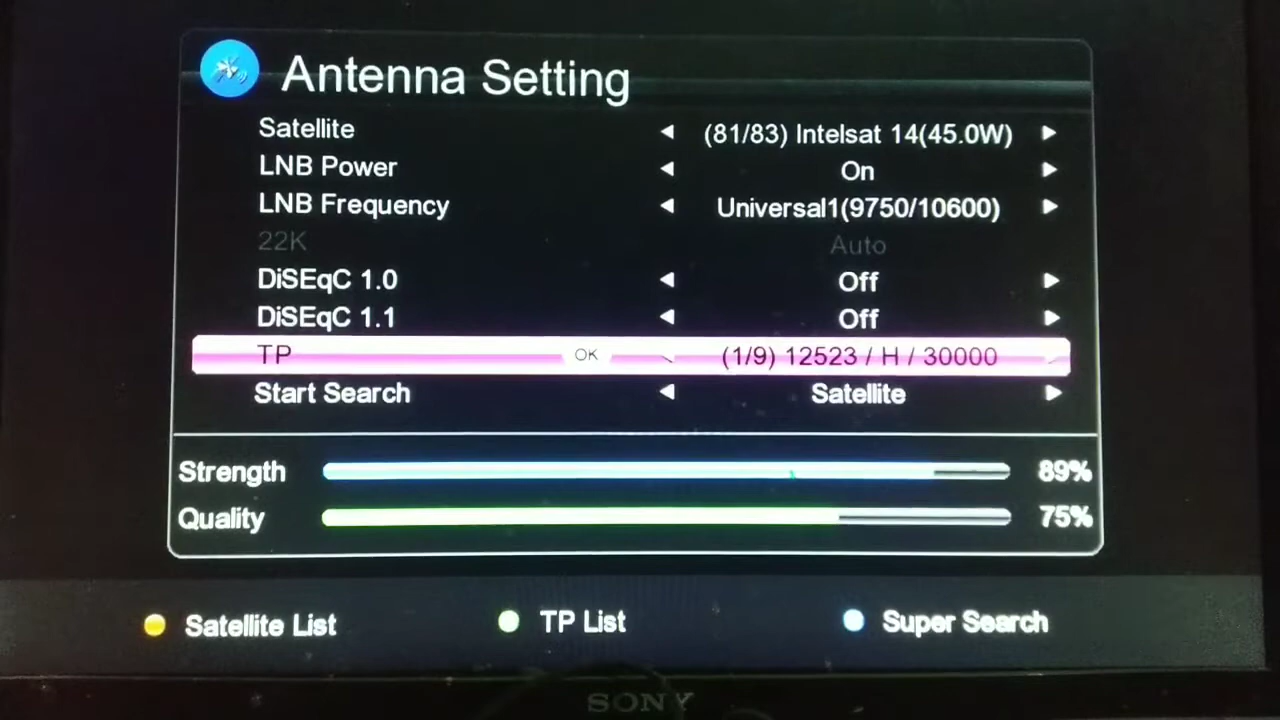 Antenna Setting
Satellite (81/83) Intelsat 14(45.0W)
LNB Power On
LNB Frequency Universal1(9750/10600)
22K Auto
DiSEqC 1.0 Off
DiSEqC 1.1 Off
TP OK (1/9) 12523 / H / 30000
Start Search Satellite
Strength 89%
Quality 75%
Satellite List TP List Super Search
SONY